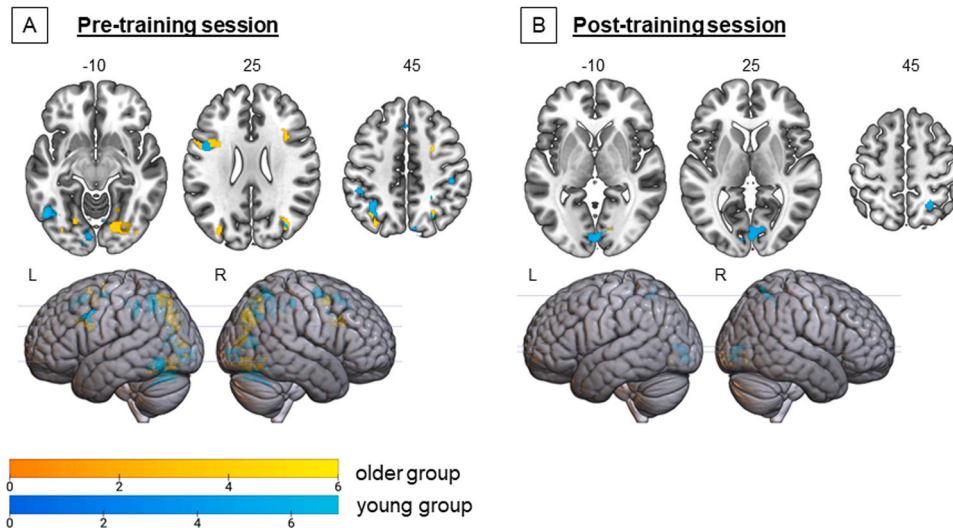 A Pre-training session
B Post-training session
-10 25 45
-10 25 45
L R
L R
0 2 4 6
older group
0 2 4 6
young group